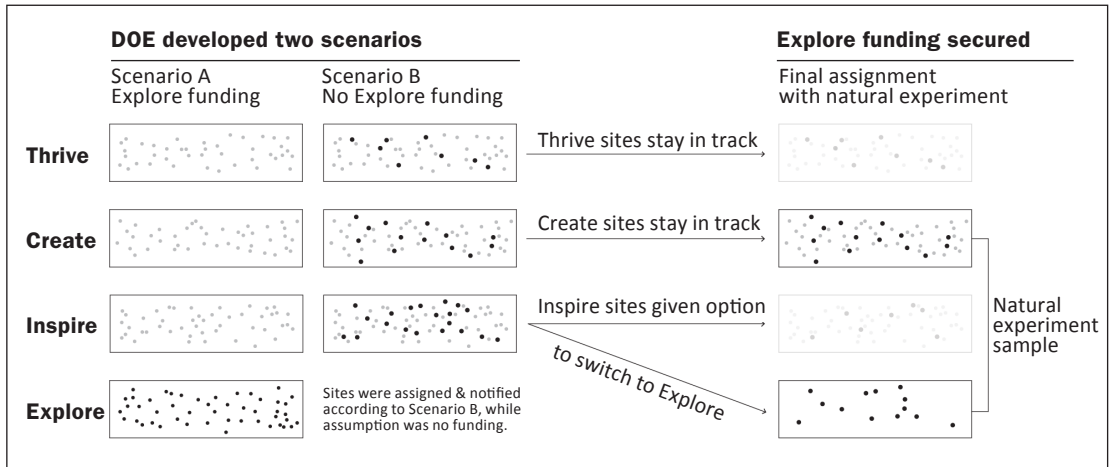 DOE developed two scenarios
Explore funding secured
Scenario A
Explore funding
Scenario B
No Explore funding
Final assignment
with natural experiment
Thrive
Thrive sites stay in track
Create
Create sites stay in track
Inspire
Inspire sites given option
to switch to Explore
Natural
experiment
sample
Explore
Sites were assigned & notified
according to Scenario B, while
assumption was no funding.